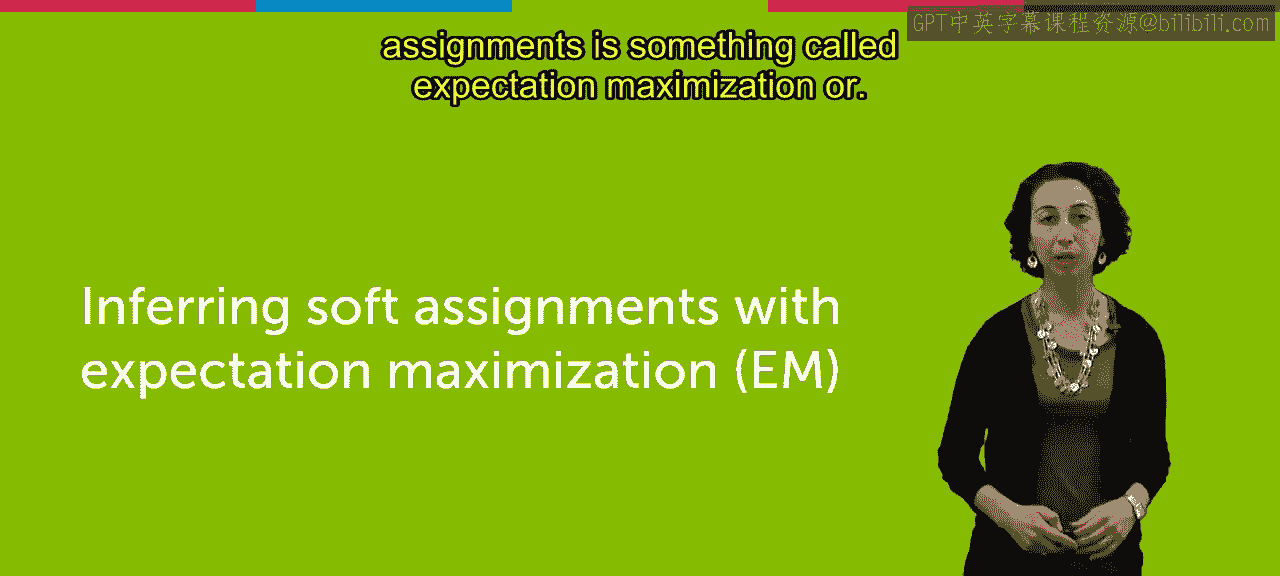 GPT中英字幕课程资源@bilibili.com
assignments is something called
expectation maximization or.
Inferring soft assignments with
expectation maximization (EM)